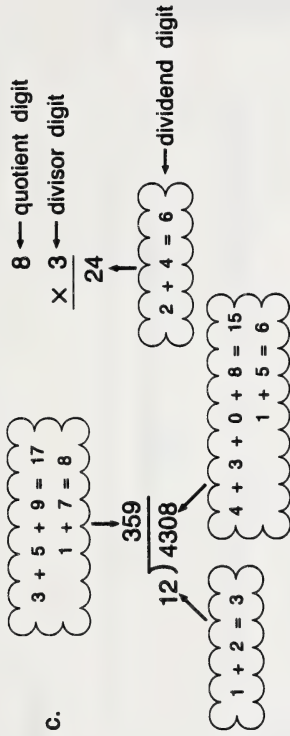 c.
3 + 5 + 9 = 17
1 + 7 = 8
359
12 ) 4308
1 + 2 = 3
4 + 3 + 0 + 8 = 15
1 + 5 = 6
8 ← quotient digit
× 3 ← divisor digit
24
2 + 4 = 6 ← dividend digit